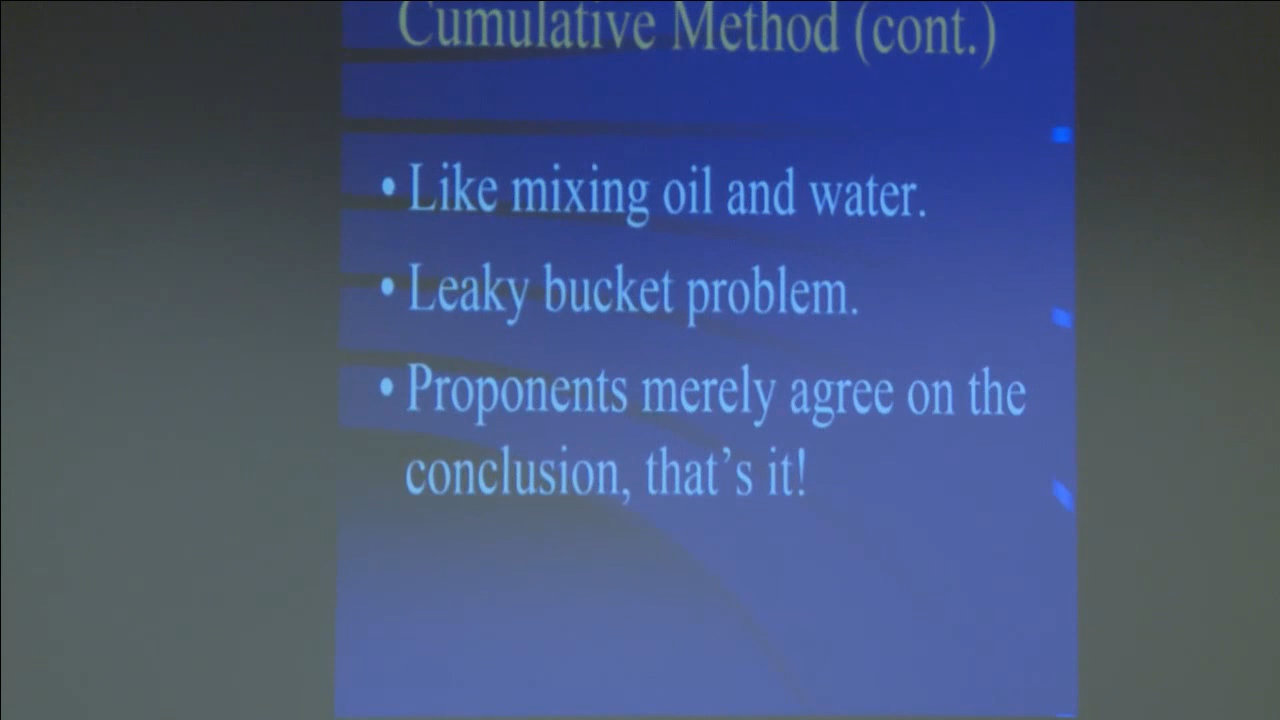 Cumulative Method (cont.)
• Like mixing oil and water.
• Leaky bucket problem.
• Proponents merely agree on the
conclusion, that's it!